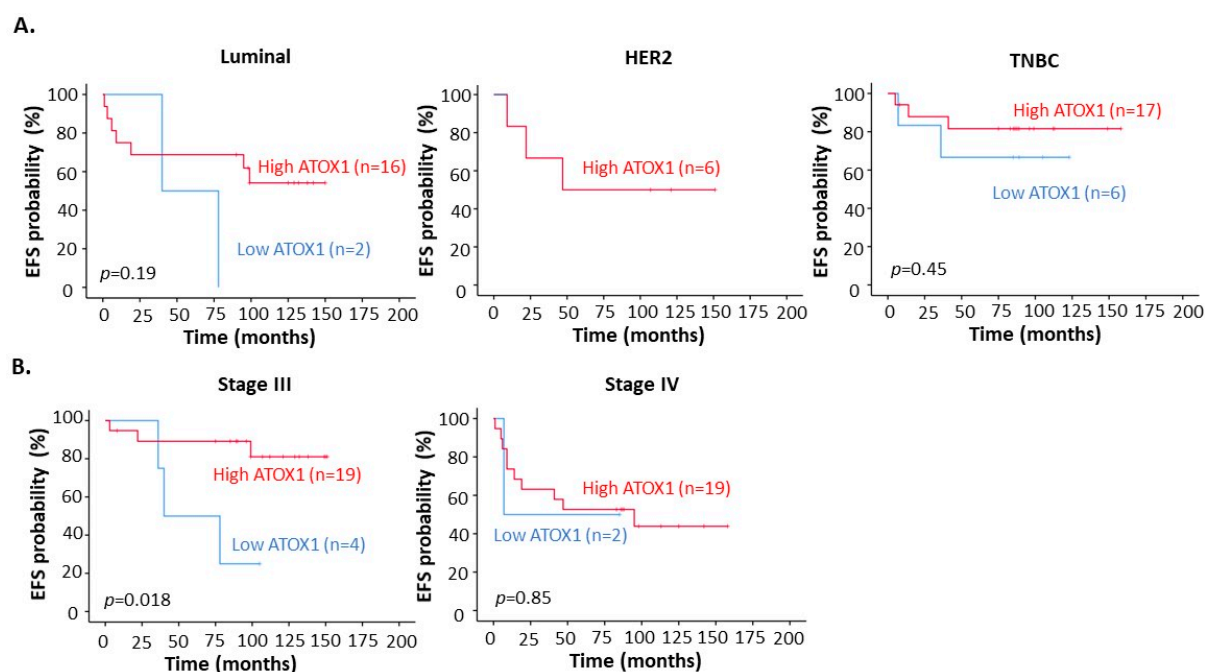 A.
Luminal
EFS probability (%)
100
80
60
40
20
0
High ATOX1 (n=16)
Low ATOX1 (n=2)
p=0.19
0 25 50 75 100 125 150 175 200
Time (months)
HER2
EFS probability (%)
100
80
60
40
20
0
High ATOX1 (n=6)
0 25 50 75 100 125 150 175 200
Time (months)
TNBC
EFS probability (%)
100
80
60
40
20
0
High ATOX1 (n=17)
Low ATOX1 (n=6)
p=0.45
0 25 50 75 100 125 150 175 200
Time (months)
B.
Stage III
EFS probability (%)
100
80
60
40
20
0
High ATOX1 (n=19)
Low ATOX1 (n=4)
p=0.018
0 25 50 75 100 125 150 175 200
Time (months)
Stage IV
EFS probability (%)
100
80
60
40
20
0
High ATOX1 (n=19)
Low ATOX1 (n=2)
p=0.85
0 25 50 75 100 125 150 175 200
Time (months)